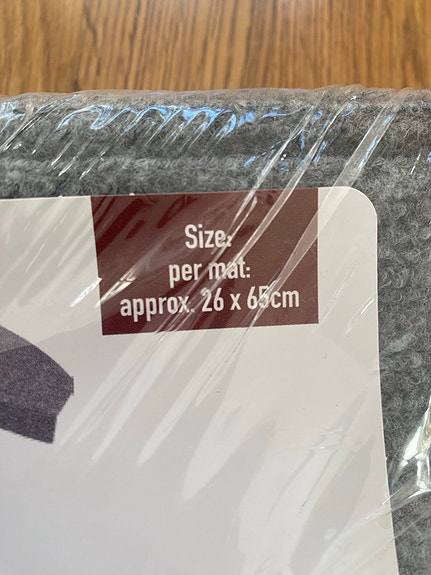 Size:
per mat:
approx. 26 x 65cm